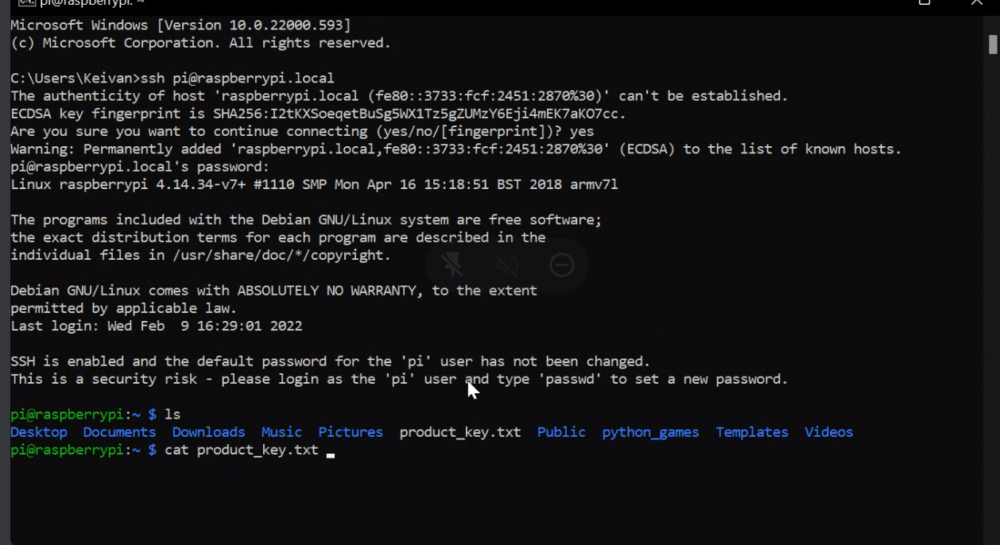 pi@raspberrypi: ~
Microsoft Windows [Version 10.0.22000.593]
(c) Microsoft Corporation. All rights reserved.
C:\Users\Keivan>ssh pi@raspberrypi.local
The authenticity of host 'raspberrypi.local (fe80::3733:fcf:2451:2870%30)' can't be established.
ECDSA key fingerprint is SHA256:I2tKXSoeqetBuSg5WX1Tz5gZUMzY6Eji4mEK7aKO7cc.
Are you sure you want to continue connecting (yes/no/[fingerprint])? yes
Warning: Permanently added 'raspberrypi.local,fe80::3733:fcf:2451:2870%30' (ECDSA) to the list of known hosts.
pi@raspberrypi.local's password:
Linux raspberrypi 4.14.34-v7+ #1110 SMP Mon Apr 16 15:18:51 BST 2018 armv7l
The programs included with the Debian GNU/Linux system are free software;
the exact distribution terms for each program are described in the
individual files in /usr/share/doc/*/copyright.
Debian GNU/Linux comes with ABSOLUTELY NO WARRANTY, to the extent
permitted by applicable law.
Last login: Wed Feb  9 16:29:01 2022
SSH is enabled and the default password for the 'pi' user has not been changed.
This is a security risk - please login as the 'pi' user and type 'passwd' to set a new password.
pi@raspberrypi:~ $ ls
Desktop  Documents  Downloads  Music  Pictures  product_key.txt  Public  python_games  Templates  Videos
pi@raspberrypi:~ $ cat product_key.txt